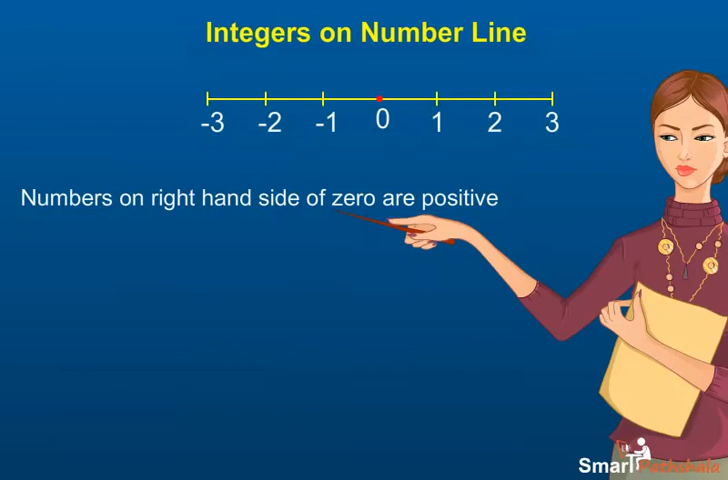 Integers on Number Line
-3 -2 -1 0 1 2 3
Numbers on right hand side of zero are positive
Smart Pathshala